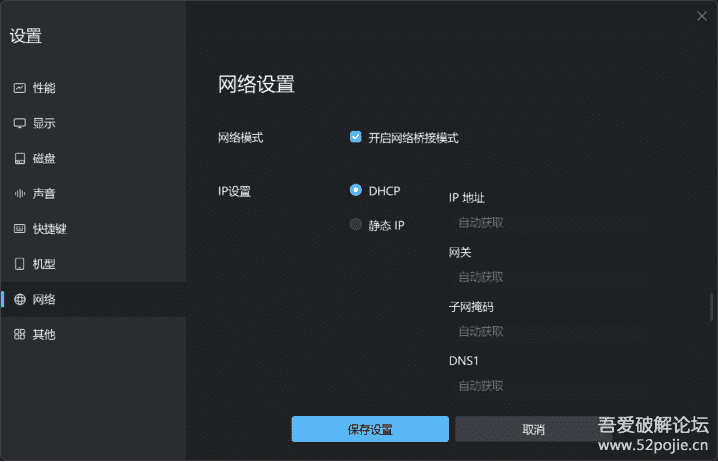 设置
性能
显示
磁盘
声音
快捷键
机型
网络
其他
网络设置
网络模式
开启网络桥接模式
IP设置
DHCP
静态 IP
IP 地址
自动获取
网关
自动获取
子网掩码
自动获取
DNS1
自动获取
保存设置
取消
吾爱破解论坛
www.52pojie.cn